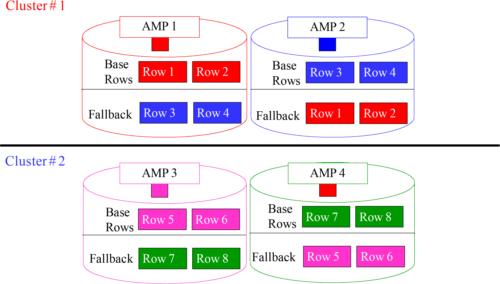 Cluster # 1
AMP 1
AMP 2
Base Rows
Row 1
Row 2
Base Rows
Row 3
Row 4
Fallback
Row 3
Row 4
Fallback
Row 1
Row 2
Cluster # 2
AMP 3
AMP 4
Base Rows
Row 5
Row 6
Base Rows
Row 7
Row 8
Fallback
Row 7
Row 8
Fallback
Row 5
Row 6